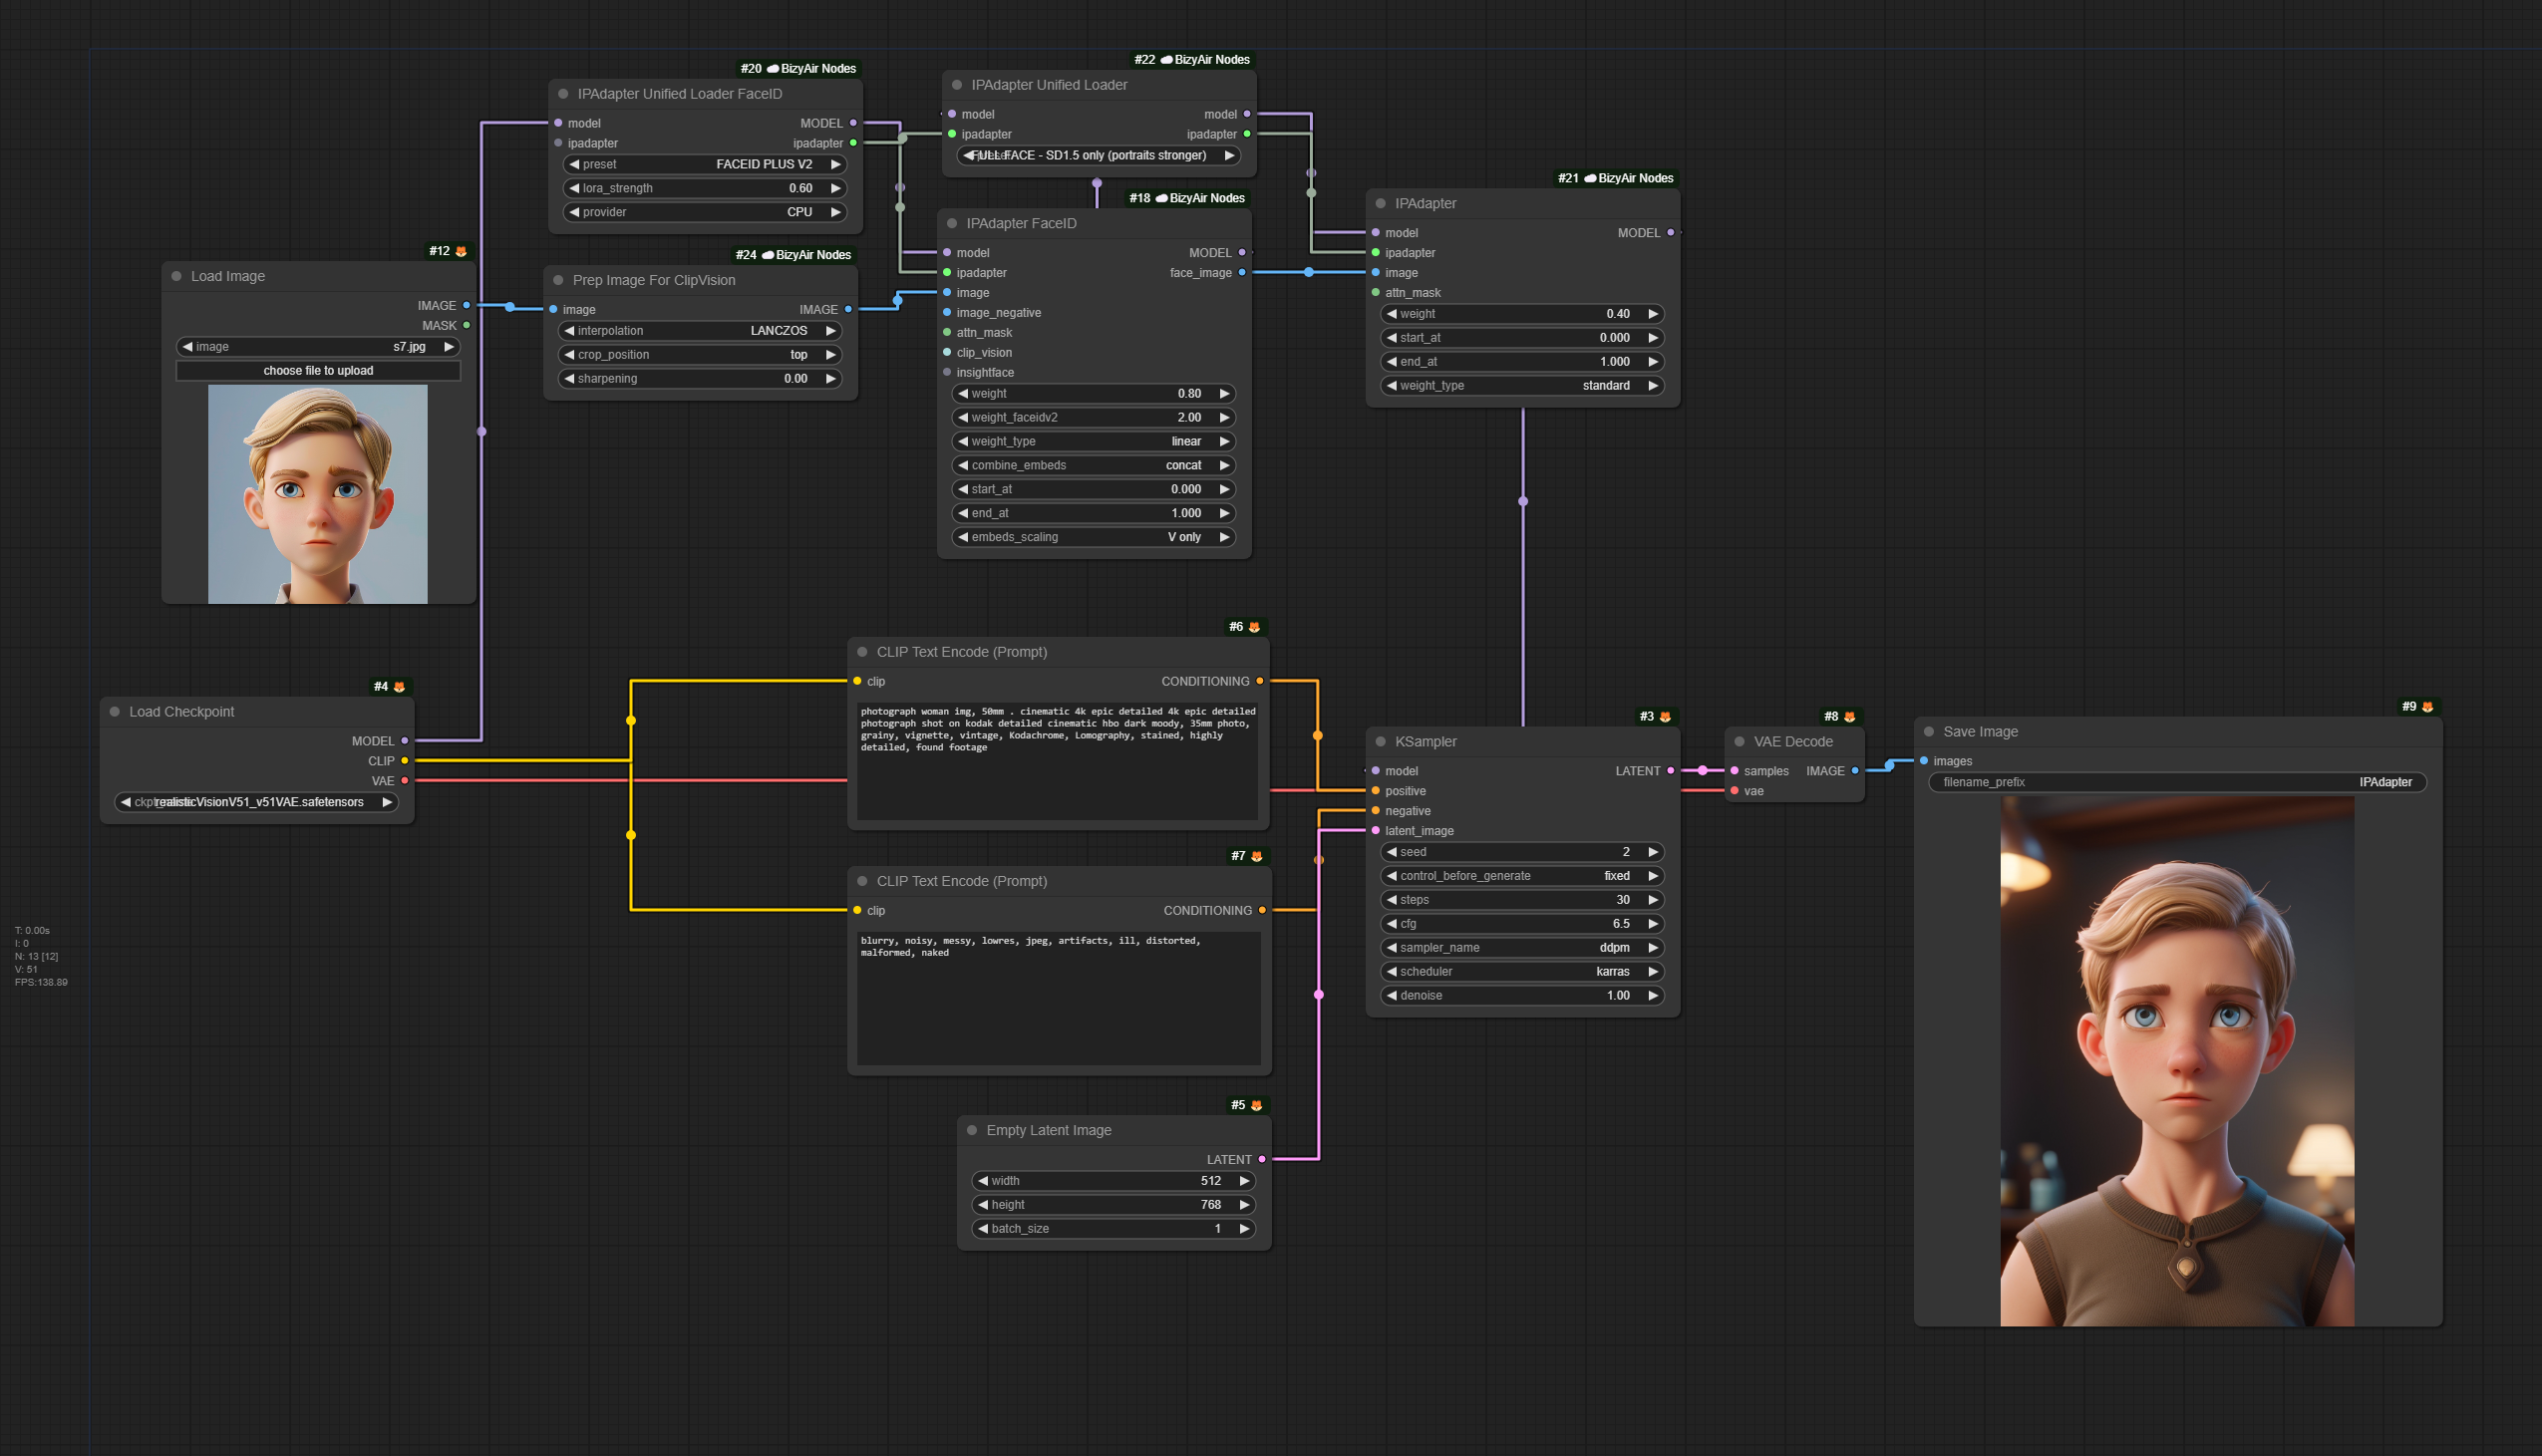 #20 BizyAir Nodes
IPAdapter Unified Loader FaceID
model MODEL
ipadapter ipadapter
preset FACEID PLUS V2
lora_strength 0.60
provider CPU
#22 BizyAir Nodes
IPAdapter Unified Loader
model model
ipadapter ipadapter
FULL FACE - SD1.5 only (portraits stronger)
#12
Load Image
IMAGE
MASK
image s7.jpg
choose file to upload
#24 BizyAir Nodes
Prep Image For ClipVision
image IMAGE
interpolation LANCZOS
crop_position top
sharpening 0.00
#18 BizyAir Nodes
IPAdapter FaceID
model MODEL
ipadapter face_image
image
image_negative
attn_mask
clip_vision
insightface
weight 0.80
weight_faceidv2 2.00
weight_type linear
combine_embeds concat
start_at 0.000
end_at 1.000
embeds_scaling V only
#21 BizyAir Nodes
IPAdapter
model MODEL
ipadapter
image
attn_mask
weight 0.40
start_at 0.000
end_at 1.000
weight_type standard
#4
Load Checkpoint
MODEL
CLIP
VAE
realisticVisionV51_v51VAE.safetensors
#6
CLIP Text Encode (Prompt)
clip CONDITIONING
photograph woman img, 50mm . cinematic 4k epic detailed 4k epic detailed
photograph shot on kodak detailed cinematic hbo dark moody, 35mm photo,
grainy, vignette, vintage, Kodachrome, Lomography, stained, highly
detailed, found footage
#7
CLIP Text Encode (Prompt)
clip CONDITIONING
blurry, noisy, messy, lowres, jpeg, artifacts, ill, distorted,
malformed, naked
#5
Empty Latent Image
LATENT
width 512
height 768
batch_size 1
#3
KSampler
model LATENT
positive
negative
latent_image
seed 2
control_before_generate fixed
steps 30
cfg 6.5
sampler_name ddpm
scheduler karras
denoise 1.00
#8
VAE Decode
samples IMAGE
vae
#9
Save Image
images
filename_prefix IPAdapter
T: 0.00s
I: 0
N: 13 [12]
V: 51
FPS:138.89